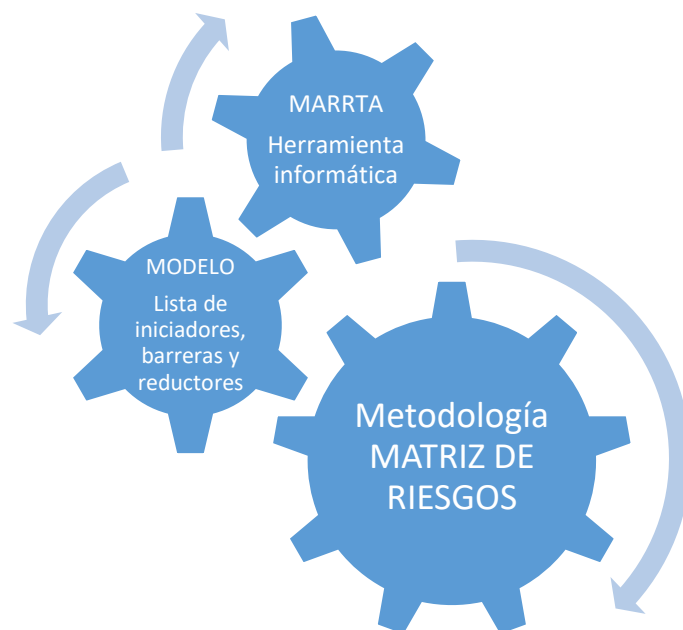 MARRTA
Herramienta
informática
MODELO
Lista de
iniciadores,
barreras y
reductores
Metodología
MATRIZ DE
RIESGOS